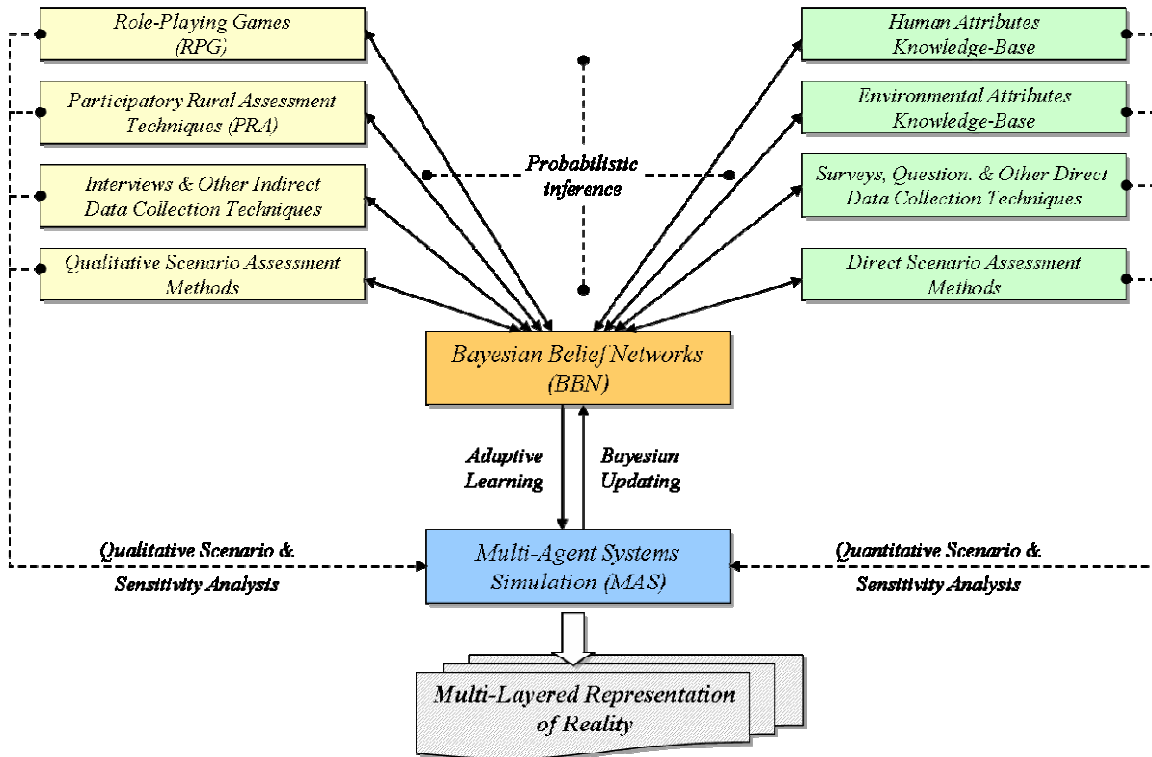 Role-Playing Games
(RPG)
Participatory Rural Assessment
Techniques (PRA)
Interviews & Other Indirect
Data Collection Techniques
Qualitative Scenario Assessment
Methods
Probabilistic
inference
Human Attributes
Knowledge-Base
Environmental Attributes
Knowledge-Base
Surveys, Question. & Other Direct
Data Collection Techniques
Direct Scenario Assessment
Methods
Bayesian Belief Networks
(BBN)
Adaptive
Learning
Bayesian
Updating
Qualitative Scenario &
Sensitivity Analysis
Multi-Agent Systems
Simulation (MAS)
Quantitative Scenario &
Sensitivity Analysis
Multi-Layered Representation
of Reality